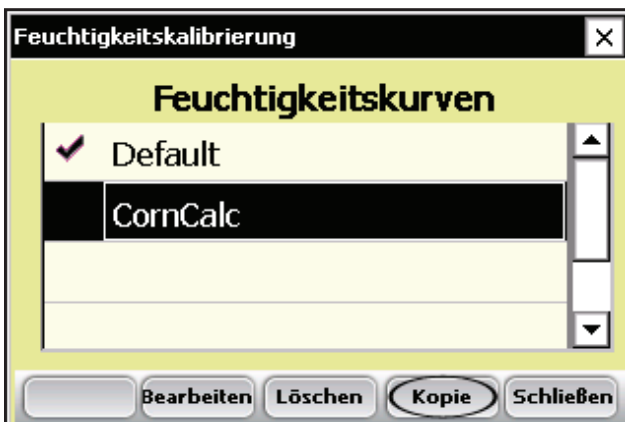 Feuchtigkeitskalibrierung
Feuchtigkeitskurven
Default
CornCalc
Bearbeiten Löschen Kopie Schließen